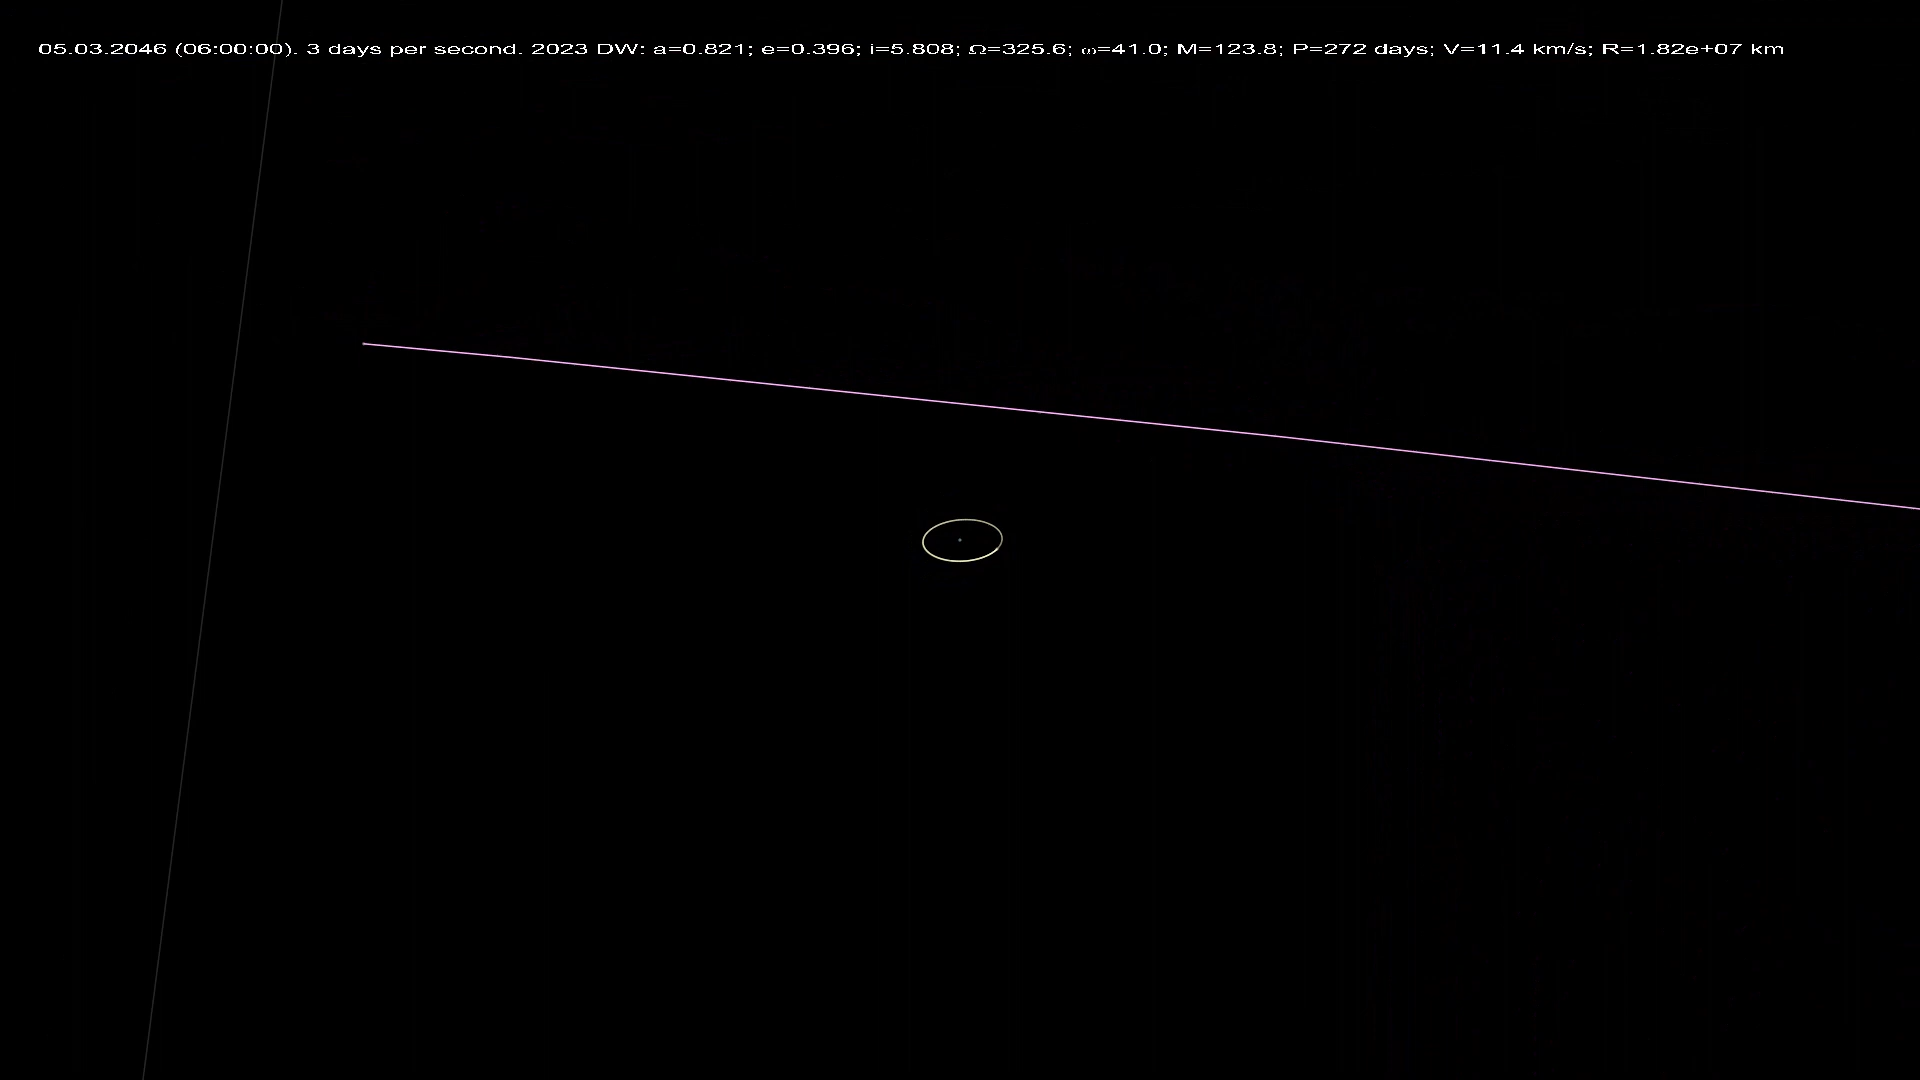 05.03.2046 (06:00:00). 3 days per second. 2023 DW: a=0.821; e=0.396; i=5.808; Ω=325.6; ω=41.0; M=123.8; P=272 days; V=11.4 km/s; R=1.82e+07 km